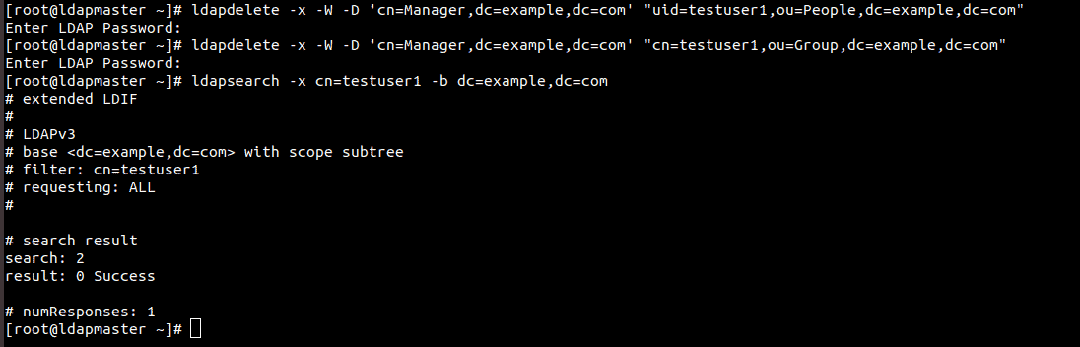 [root@ldapmaster ~]# ldapdelete -x -W -D 'cn=Manager,dc=example,dc=com' "uid=testuser1,ou=People,dc=example,dc=com"
Enter LDAP Password:
[root@ldapmaster ~]# ldapdelete -x -W -D 'cn=Manager,dc=example,dc=com' "cn=testuser1,ou=Group,dc=example,dc=com"
Enter LDAP Password:
[root@ldapmaster ~]# ldapsearch -x cn=testuser1 -b dc=example,dc=com
# extended LDIF
#
# LDAPv3
# base <dc=example,dc=com> with scope subtree
# filter: cn=testuser1
# requesting: ALL
#

# search result
search: 2
result: 0 Success

# numResponses: 1
[root@ldapmaster ~]#